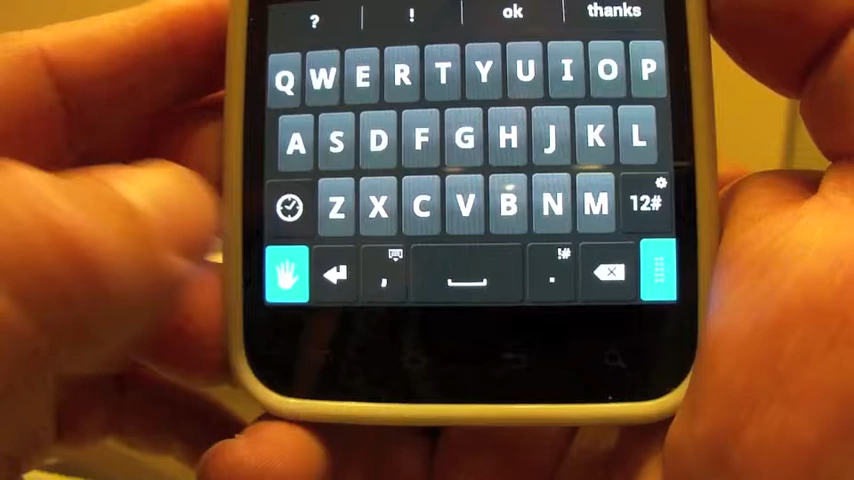 ? ! ok thanks
Q W E R T Y U I O P
A S D F G H J K L
Z X C V B N M 12#
, . !#